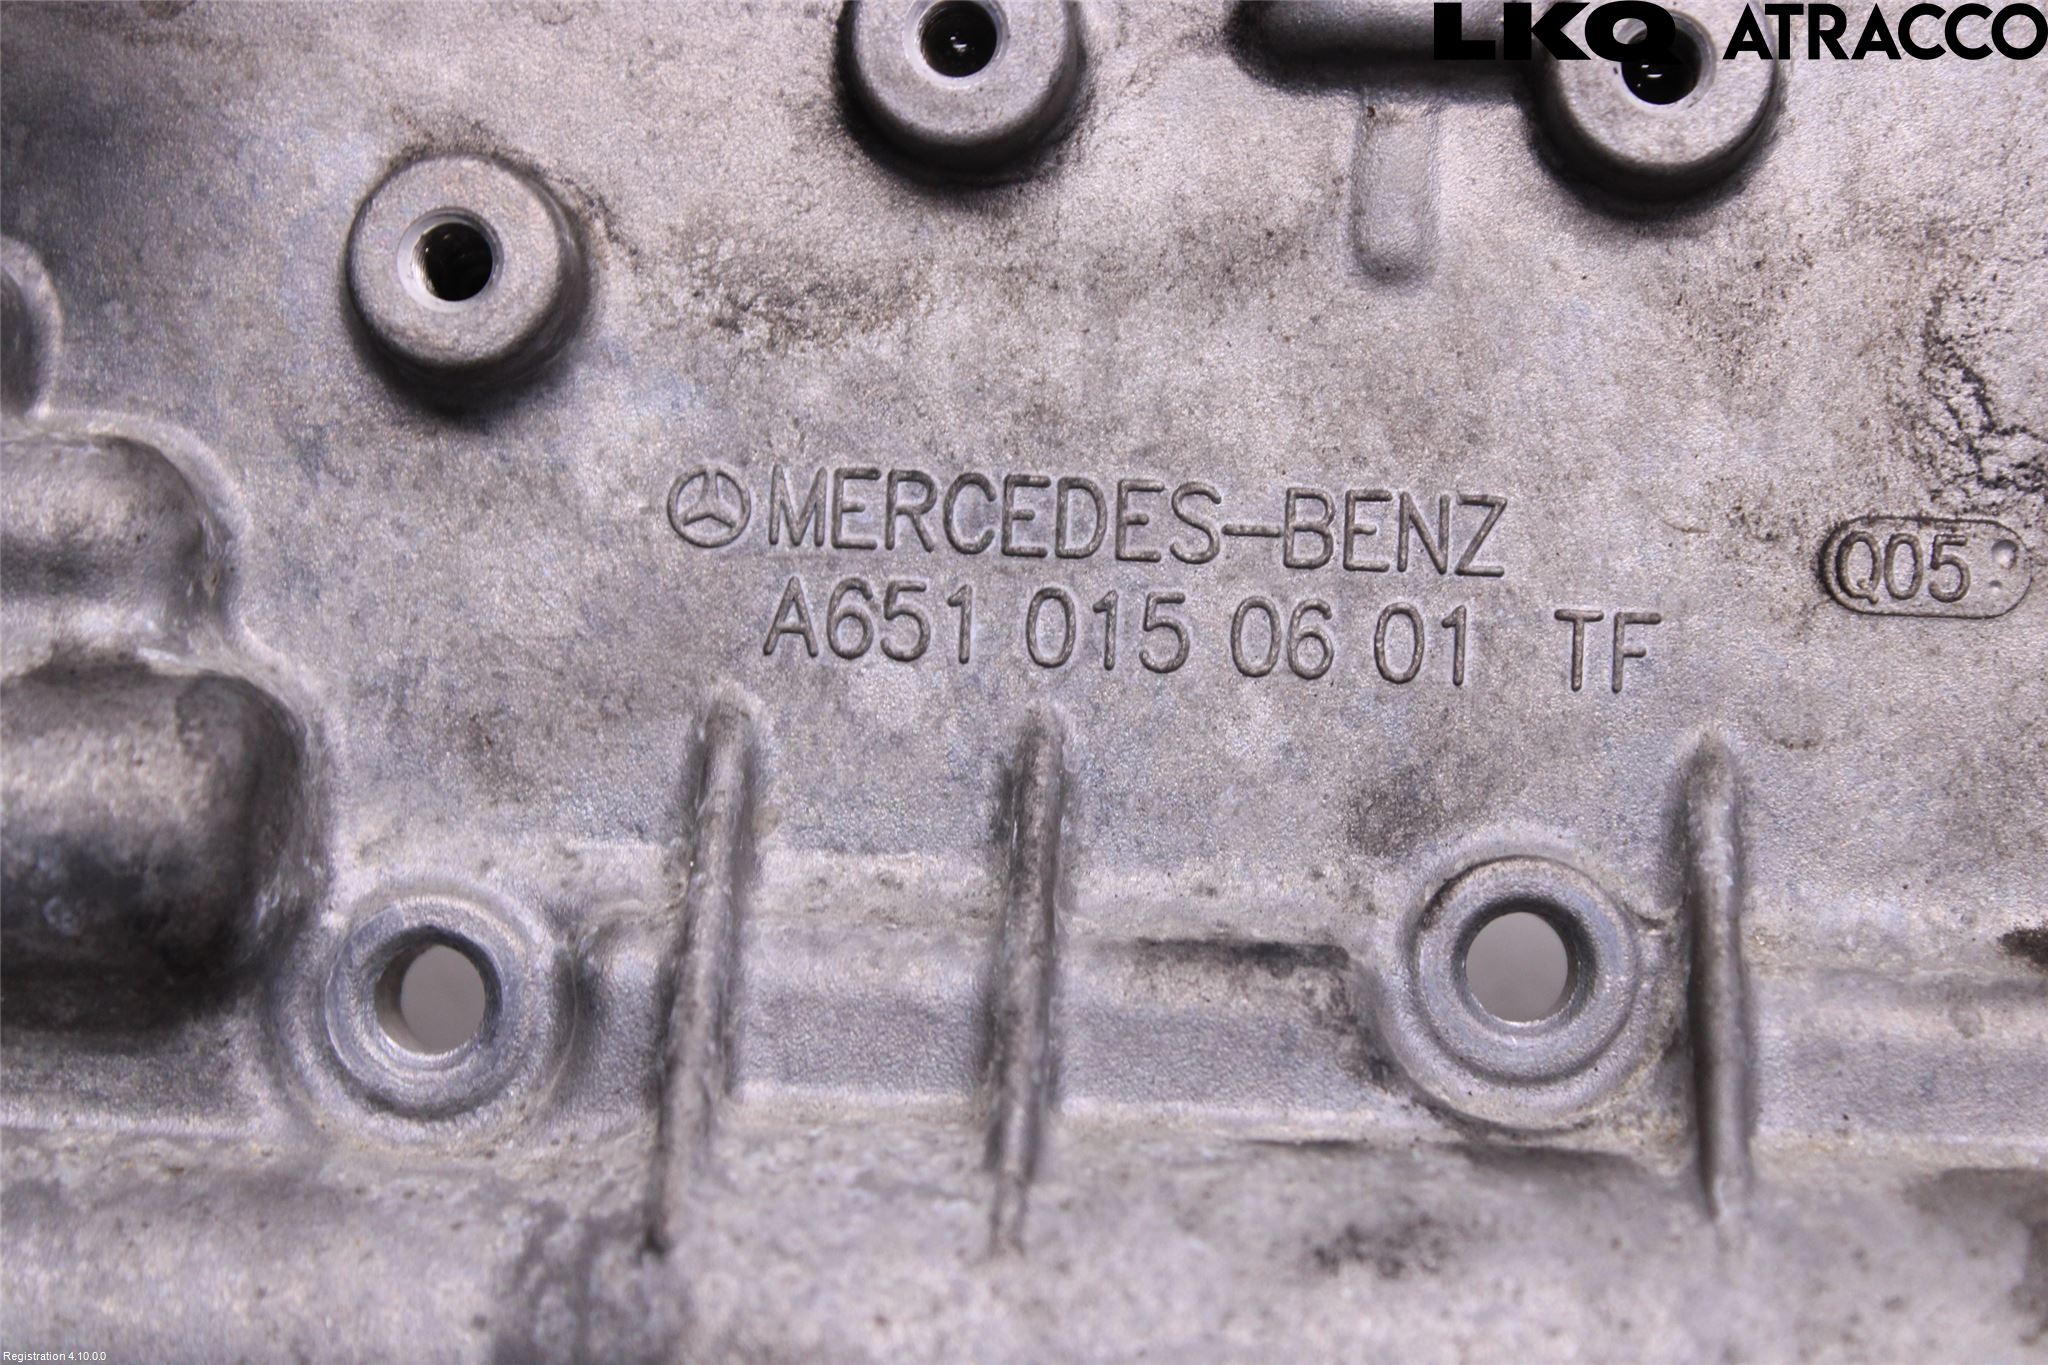 LKQ ATRACCO
MERCEDES-BENZ
A651 015 06 01 TF
Q05
Registration 4.10.0.0